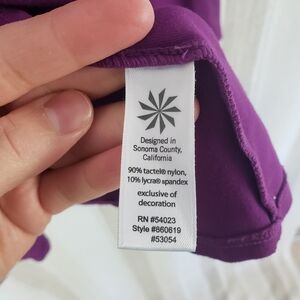 Designed in
Sonoma County,
California
90% tactel® nylon,
10% lycra® spandex
exclusive of
decoration
RN #54023
Style #860619
#53054